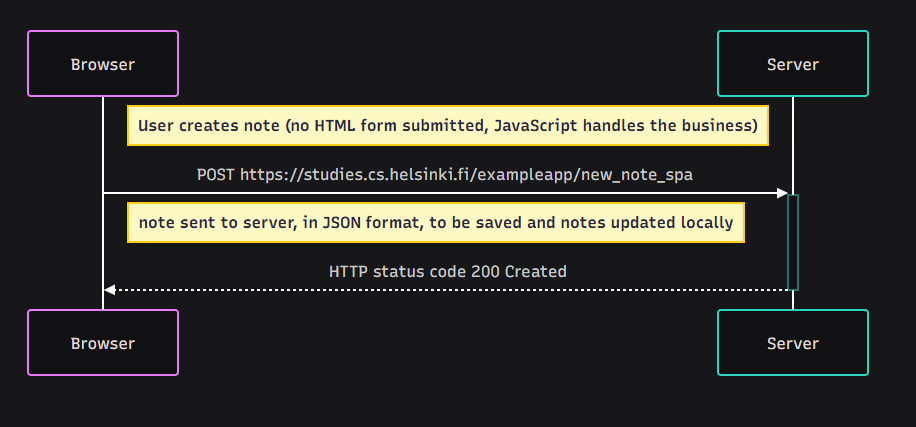 Browser
Server
User creates note (no HTML form submitted, JavaScript handles the business)
POST https://studies.cs.helsinki.fi/exampleapp/new_note_spa
note sent to server, in JSON format, to be saved and notes updated locally
HTTP status code 200 Created
Browser
Server